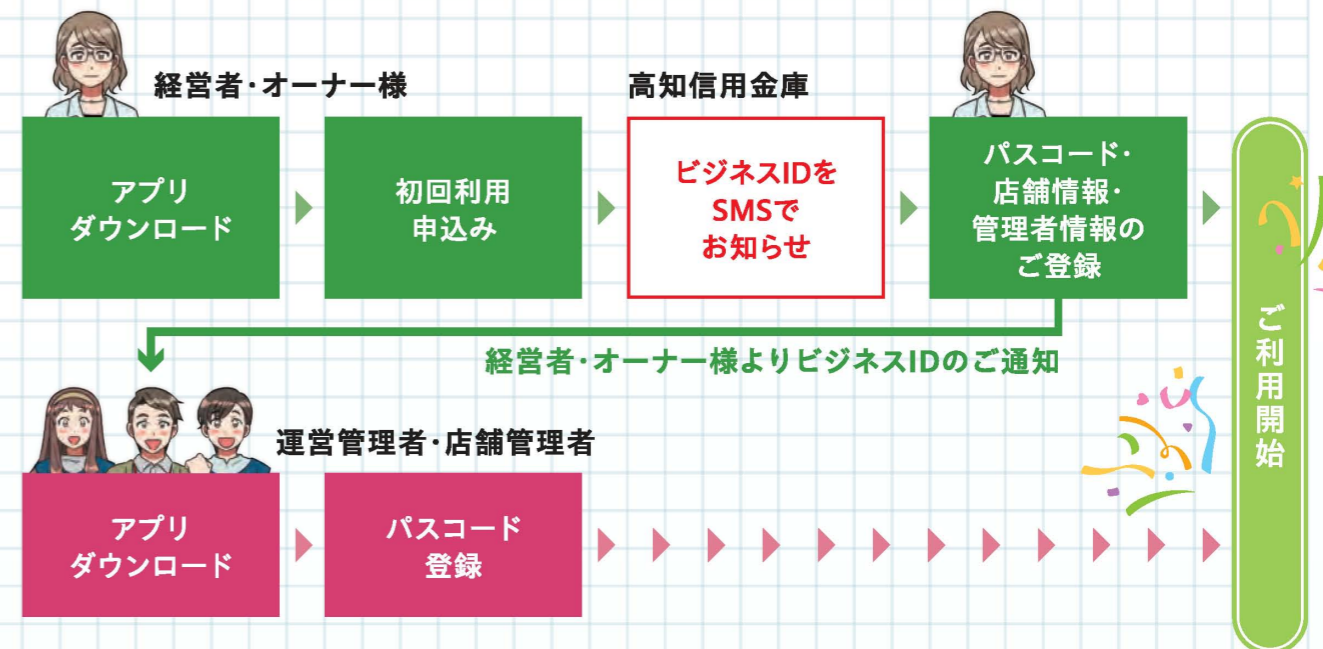 経営者・オーナー様
高知信用金庫
アプリ
ダウンロード
初回利用
申込み
ビジネスIDを
SMSで
お知らせ
パスコード・
店舗情報・
管理者情報の
ご登録
経営者・オーナー様よりビジネスIDのご通知
運営管理者・店舗管理者
アプリ
ダウンロード
パスコード
登録
ご利用開始